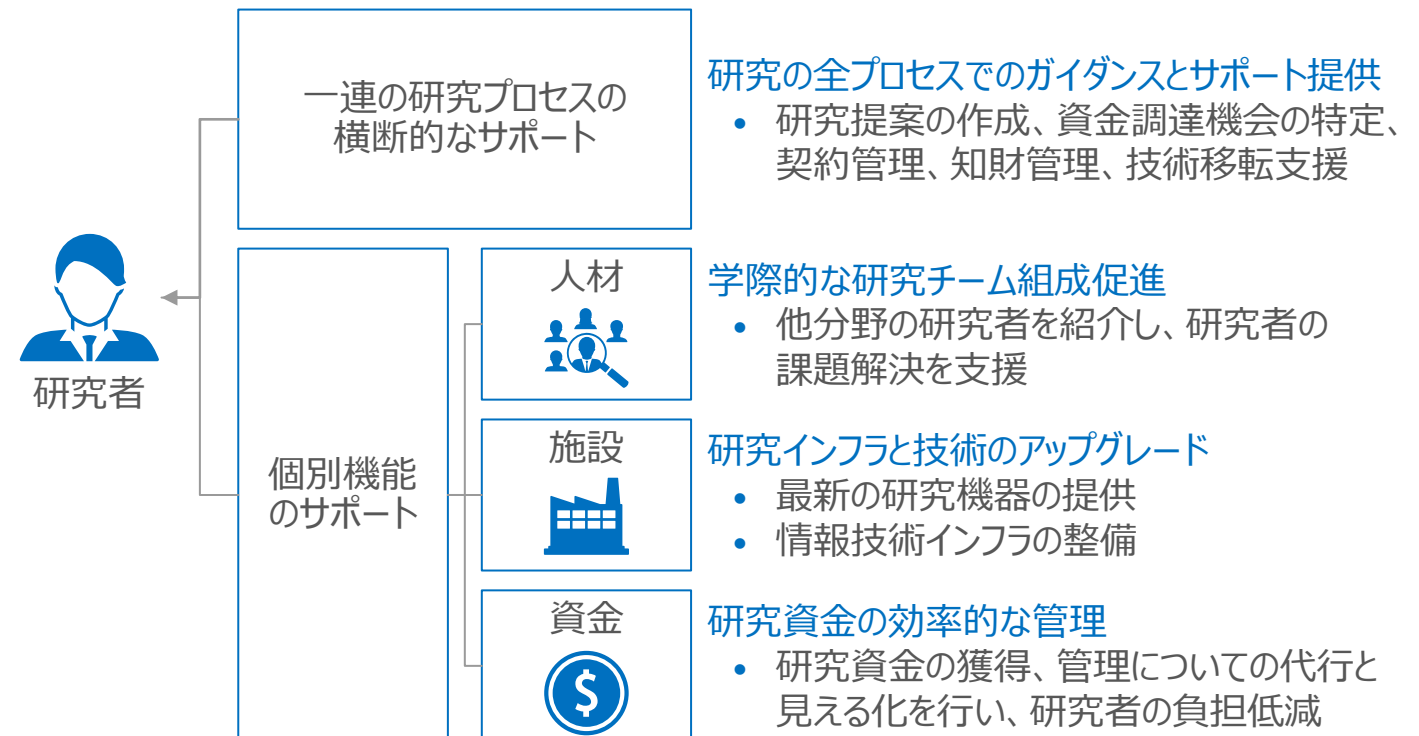 一連の研究プロセスの
横断的なサポート
研究の全プロセスでのガイダンスとサポート提供
• 研究提案の作成、資金調達機会の特定、
契約管理、知財管理、技術移転支援
研究者
個別機能
のサポート
人材
学際的な研究チーム組成促進
• 他分野の研究者を紹介し、研究者の
課題解決を支援
施設
研究インフラと技術のアップグレード
• 最新の研究機器の提供
• 情報技術インフラの整備
資金
$
研究資金の効率的な管理
• 研究資金の獲得、管理についての代行と
見える化を行い、研究者の負担低減